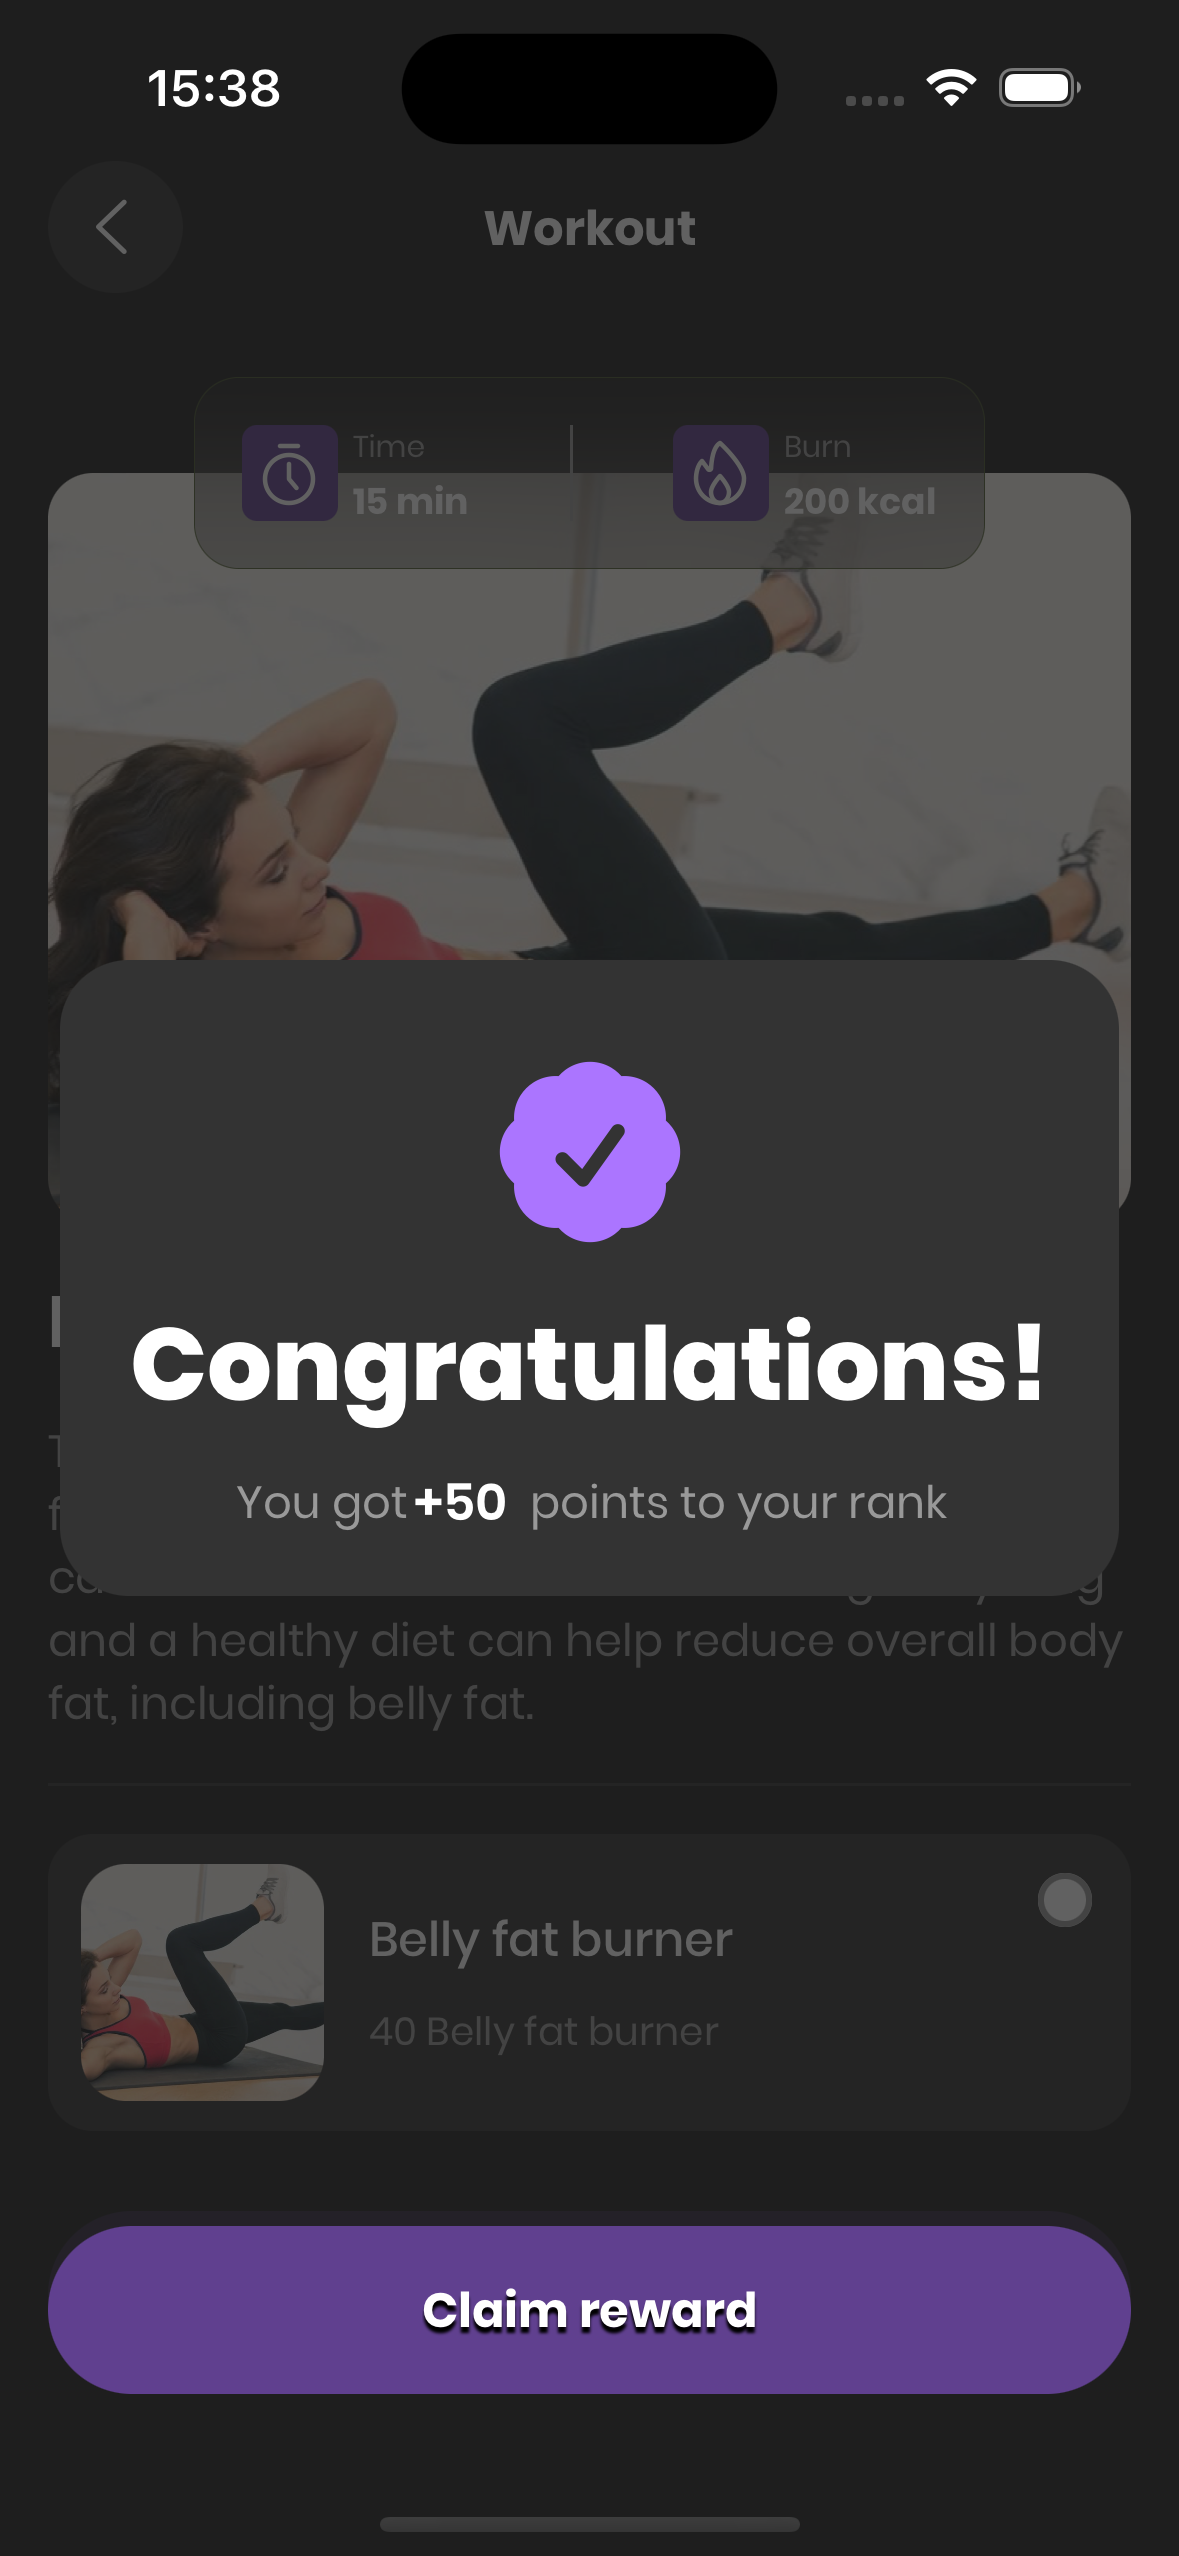 15:38
Workout
Time
15 min
Burn
200 kcal
Congratulations!
You got +50 points to your rank
and a healthy diet can help reduce overall body
fat, including belly fat.
Belly fat burner
40 Belly fat burner
Claim reward